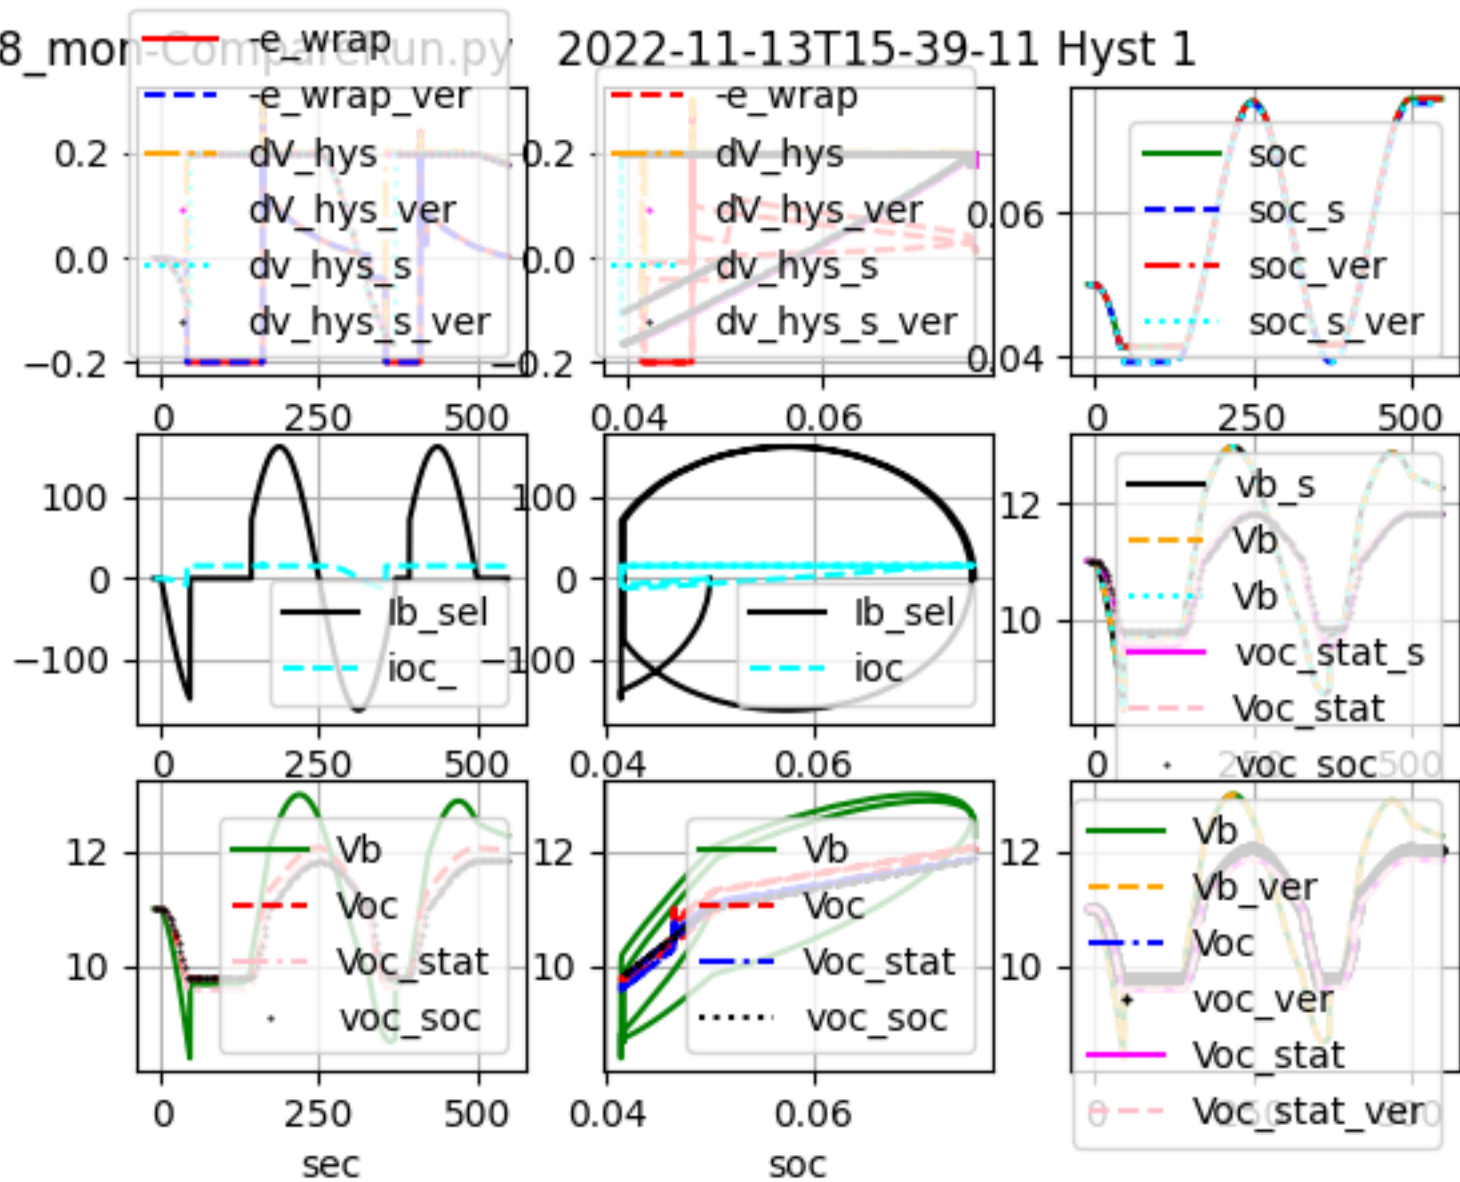 8_mon-CompareRun.py 2022-11-13T15-39-11 Hyst 1
-e_wrap
-e_wrap_ver
dV_hys
dV_hys_ver
dv_hys_s
dv_hys_s_ver
0.2
0.0
−0.2
0
250
500
-e_wrap
dV_hys
dV_hys_ver
dv_hys_s
dv_hys_s_ver
0.2
0.0
−0.2
0.04
0.06
soc
soc_s
soc_ver
soc_s_ver
0.06
0.04
0
250
500
100
0
−100
Ib_sel
ioc_
0
250
500
100
0
−100
Ib_sel
ioc
0.04
0.06
12
10
vb_s
Vb
Vb
voc_stat_s
Voc_stat
voc_soc
0
250
500
12
10
Vb
Voc
Voc_stat
voc_soc
0
250
500
sec
12
10
Vb
Voc
Voc_stat
voc_soc
0.04
0.06
soc
12
10
Vb
Vb_ver
Voc
voc_ver
Voc_stat
Voc_stat_ver
0
250
500